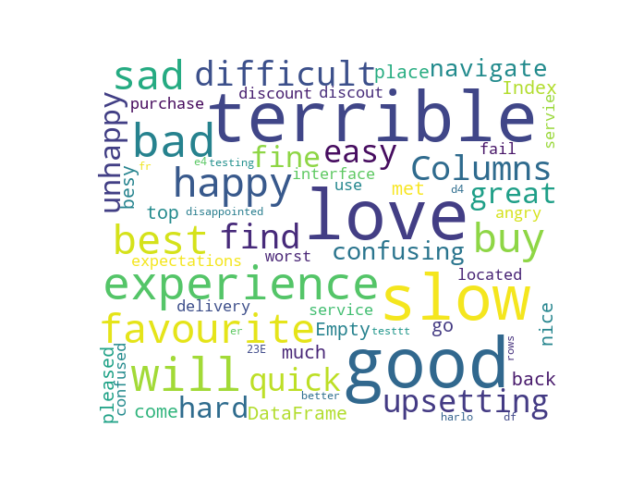 sad
difficult
place
navigate
Index
purchase
discount
discout
terrible
serviex
unhappy
bad
e4
testing
fine
easy
fail
fr
interface
besy
happy
use
met
Columns
d4
great
top
disappointed
love
angry
best
find
buy
expectations
worst
confusing
experience
located
slow
delivery
service
favourite
er
Empty
testtt
go
nice
23E
much
good
rows
pleased
confused
will
quick
back
better
come
hard
DataFrame
upsetting
harlo
df